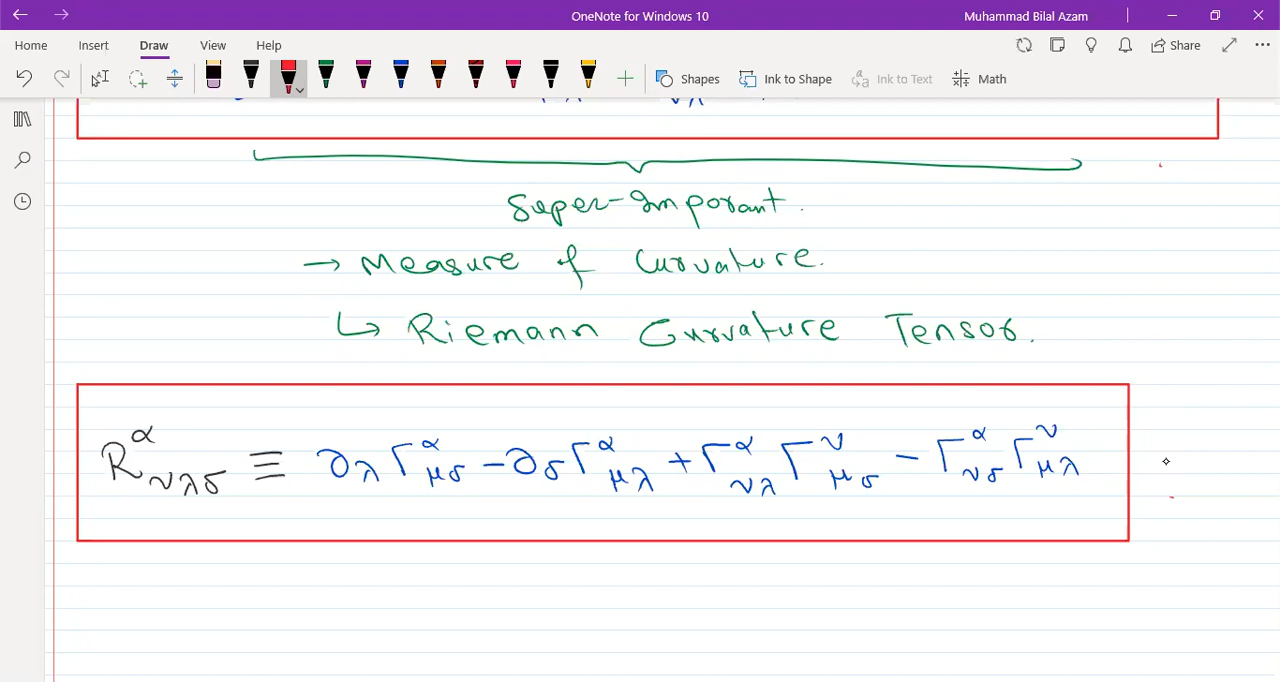 OneNote for Windows 10
Muhammad Bilal Azam
Home Insert Draw View Help
Share
Shapes Ink to Shape Ink to Text Math
Super-Imporant.
→ Measure of Curvature.
↳ Riemann Curvature Tensor.
R^α_{νλσ} ≡ ∂_λ Γ^α_{μσ} − ∂_σ Γ^α_{μλ} + Γ^α_{νλ} Γ^ν_{μσ} − Γ^α_{νσ} Γ^ν_{μλ}